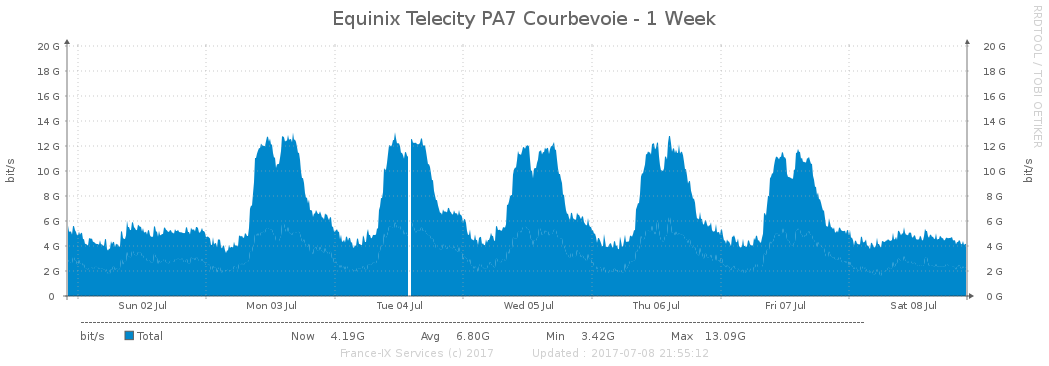 Equinix Telecity PA7 Courbevoie - 1 Week
RRDTOOL / TOBI OETIKER
20 G 20 G
18 G 18 G
16 G 16 G
14 G 14 G
12 G 12 G
10 G 10 G
8 G 8 G
6 G 6 G
4 G 4 G
2 G 2 G
0 0 G
bit/s bit/s
Sun 02 Jul Mon 03 Jul Tue 04 Jul Wed 05 Jul Thu 06 Jul Fri 07 Jul Sat 08 Jul
bit/s Total Now 4.19G Avg 6.80G Min 3.42G Max 13.09G
France-IX Services (c) 2017 Updated : 2017-07-08 21:55:12